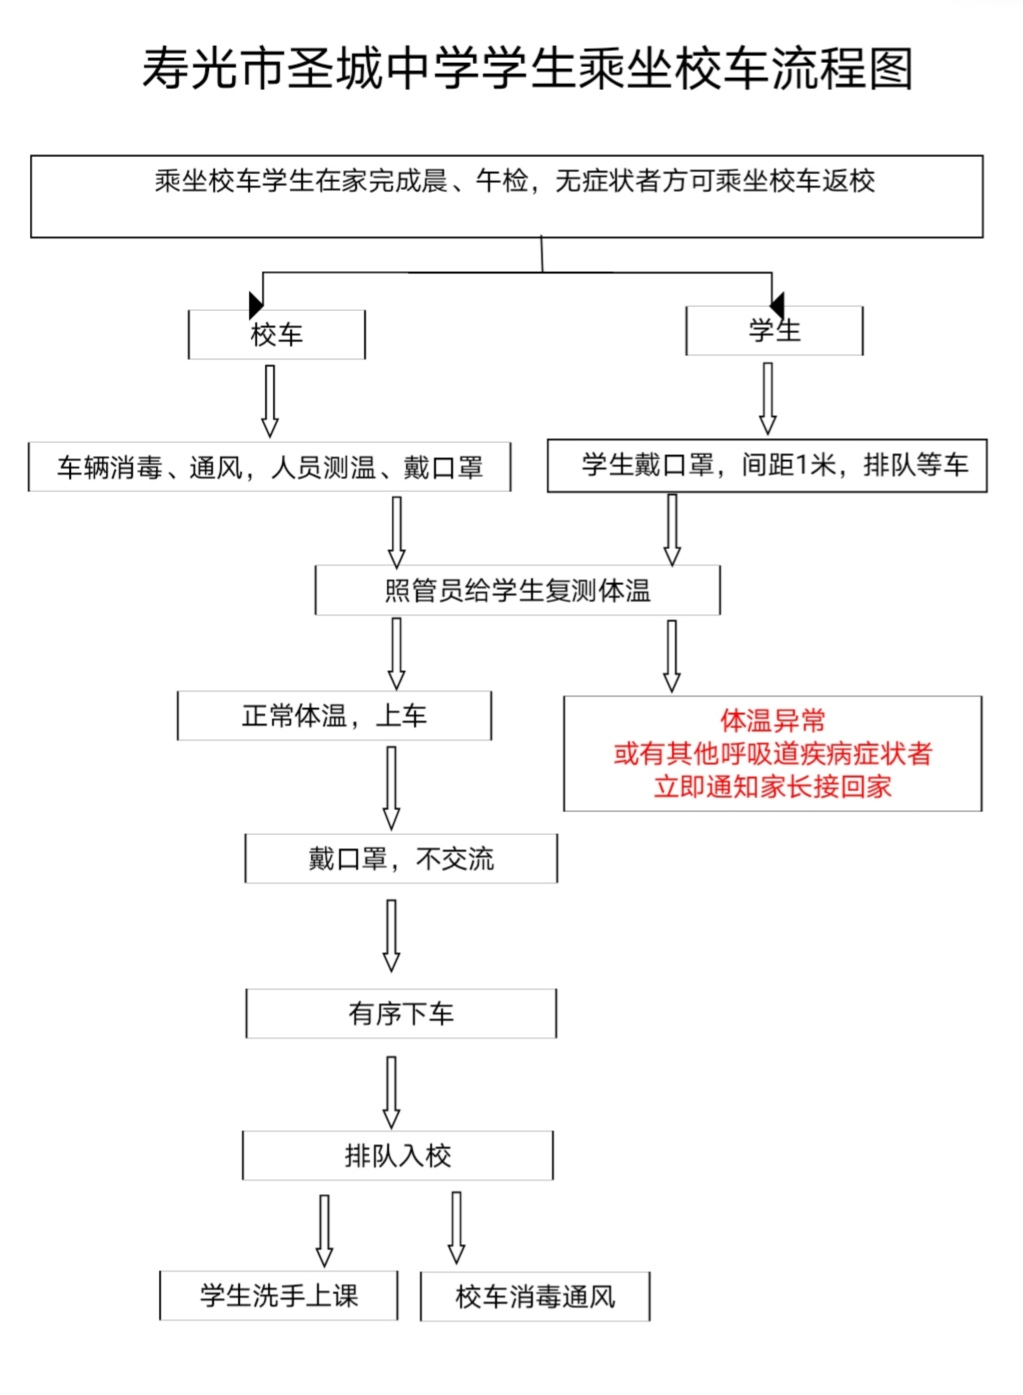 寿光市圣城中学学生乘坐校车流程图
乘坐校车学生在家完成晨、午检，无症状者方可乘坐校车返校
校车
学生
车辆消毒、通风，人员测温、戴口罩
学生戴口罩，间距1米，排队等车
照管员给学生复测体温
正常体温，上车
体温异常
或有其他呼吸道疾病症状者
立即通知家长接回家
戴口罩，不交流
有序下车
排队入校
学生洗手上课
校车消毒通风